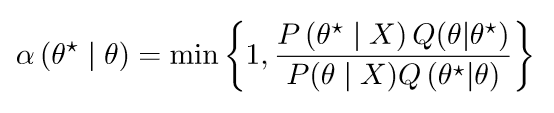 α (θ⋆ | θ) = min { 1, P (θ⋆ | X) Q(θ|θ⋆) / P(θ | X)Q (θ⋆|θ) }